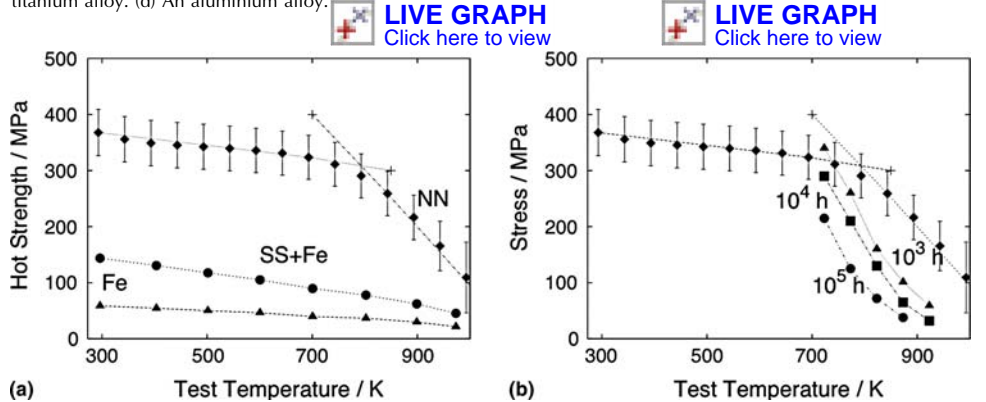 titanium alloy. (d) An aluminium alloy.
LIVE GRAPH
Click here to view
LIVE GRAPH
Click here to view
500
400
300
200
100
0
Hot Strength / MPa
NN
SS+Fe
Fe
300 500 700 900
(a) Test Temperature / K
500
400
300
200
100
0
Stress / MPa
10⁴ h
10³ h
10⁵ h
300 500 700 900
(b) Test Temperature / K